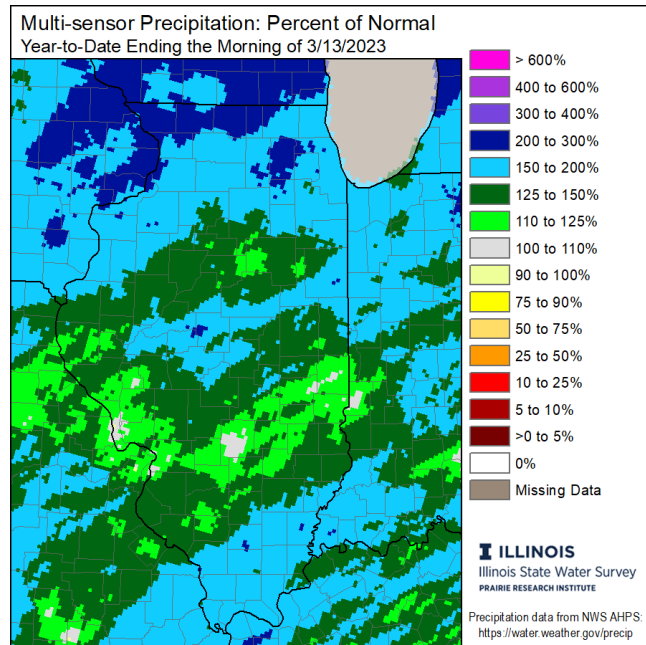 Multi-sensor Precipitation: Percent of Normal
Year-to-Date Ending the Morning of 3/13/2023
> 600%
400 to 600%
300 to 400%
200 to 300%
150 to 200%
125 to 150%
110 to 125%
100 to 110%
90 to 100%
75 to 90%
50 to 75%
25 to 50%
10 to 25%
5 to 10%
>0 to 5%
0%
Missing Data
I ILLINOIS
Illinois State Water Survey
PRAIRIE RESEARCH INSTITUTE
Precipitation data from NWS AHPS:
https://water.weather.gov/precip